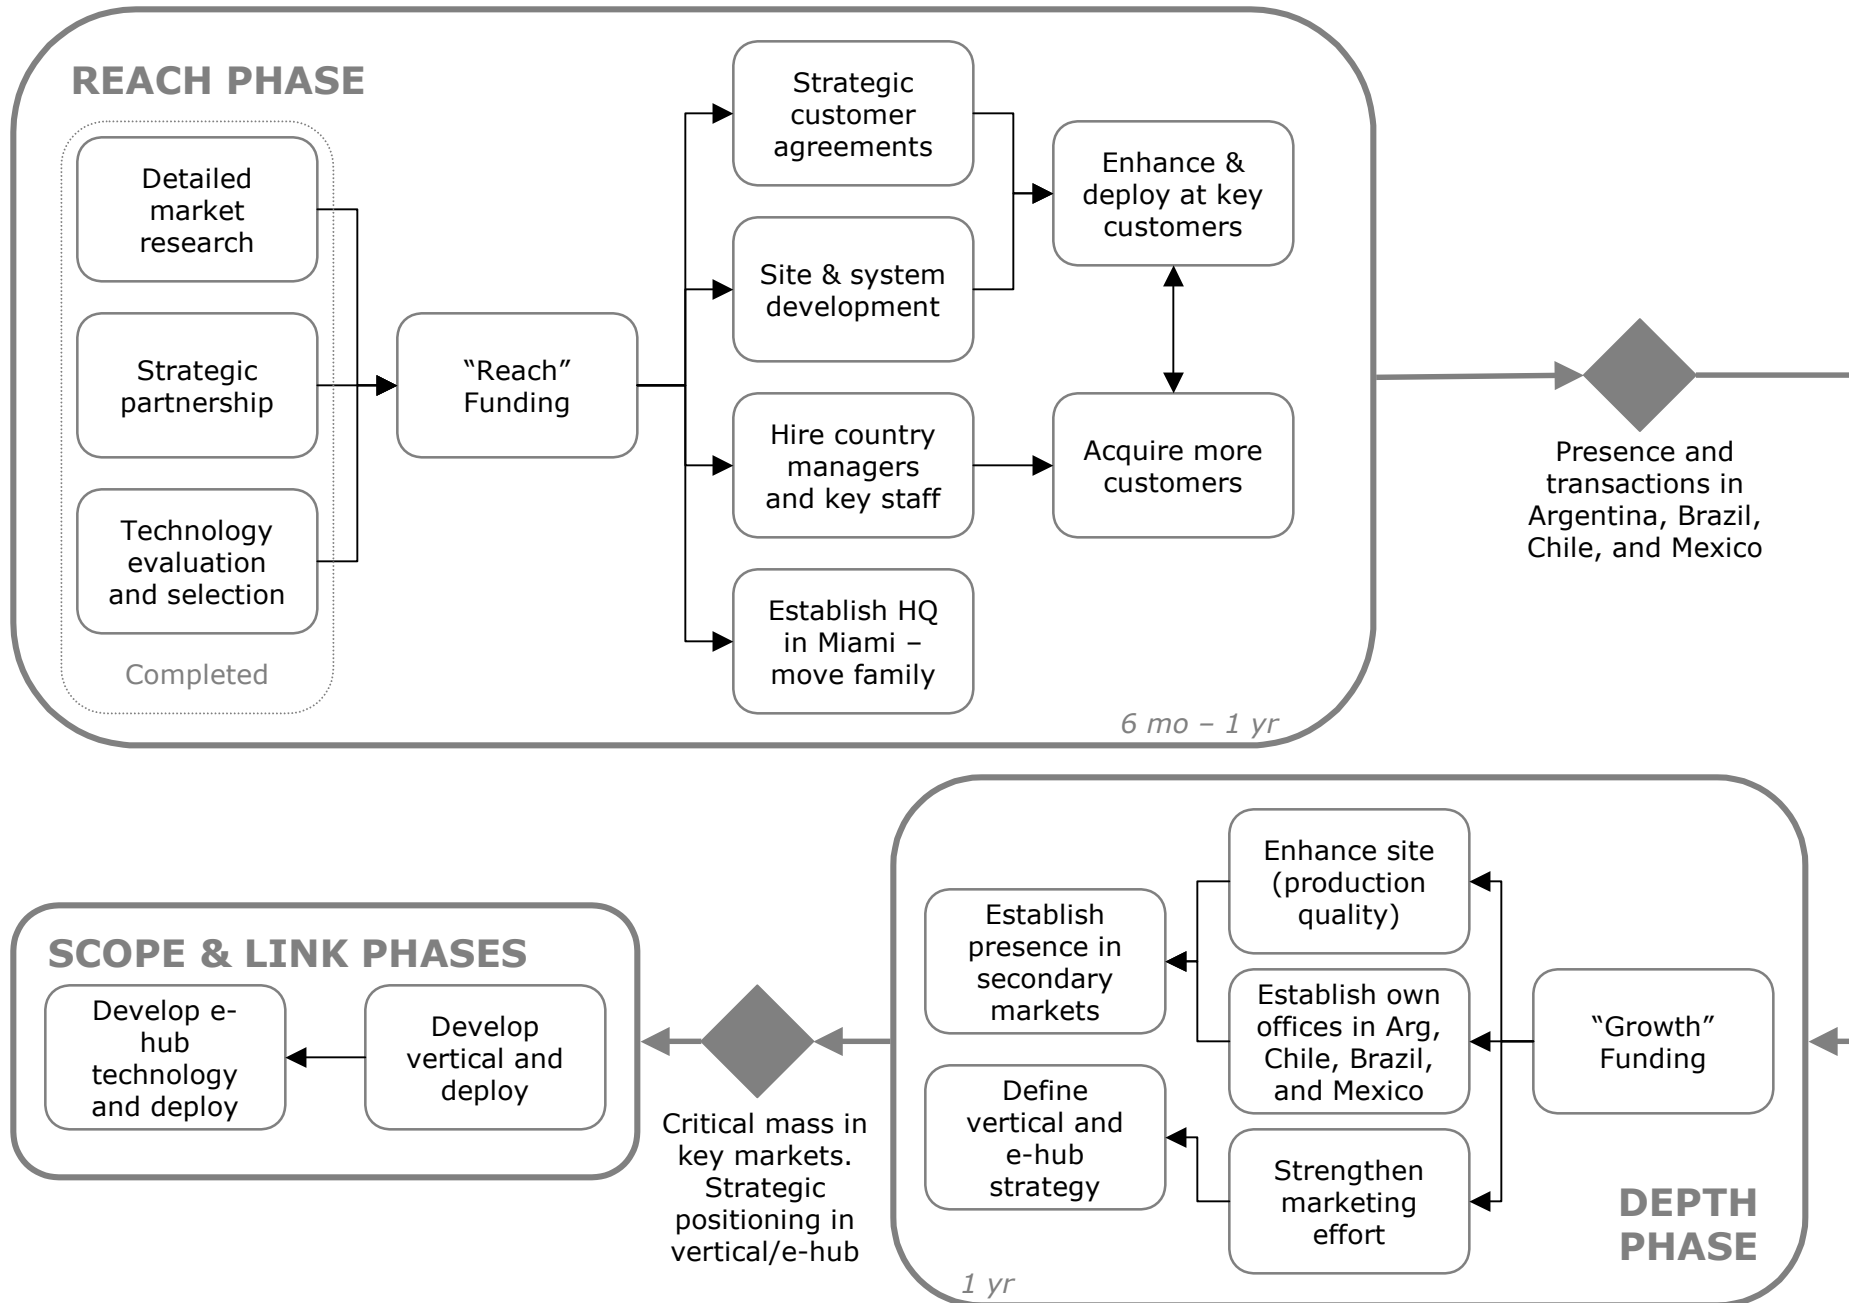 REACH PHASE
Detailed
market
research
Strategic
partnership
Technology
evaluation
and selection
Completed
“Reach”
Funding
Strategic
customer
agreements
Site & system
development
Hire country
managers
and key staff
Establish HQ
in Miami –
move family
Enhance &
deploy at key
customers
Acquire more
customers
6 mo – 1 yr
Presence and
transactions in
Argentina, Brazil,
Chile, and Mexico
DEPTH
PHASE
“Growth”
Funding
Enhance site
(production
quality)
Establish own
offices in Arg,
Chile, Brazil,
and Mexico
Strengthen
marketing
effort
Establish
presence in
secondary
markets
Define
vertical and
e-hub
strategy
1 yr
Critical mass in
key markets.
Strategic
positioning in
vertical/e-hub
SCOPE & LINK PHASES
Develop
vertical and
deploy
Develop e-
hub
technology
and deploy